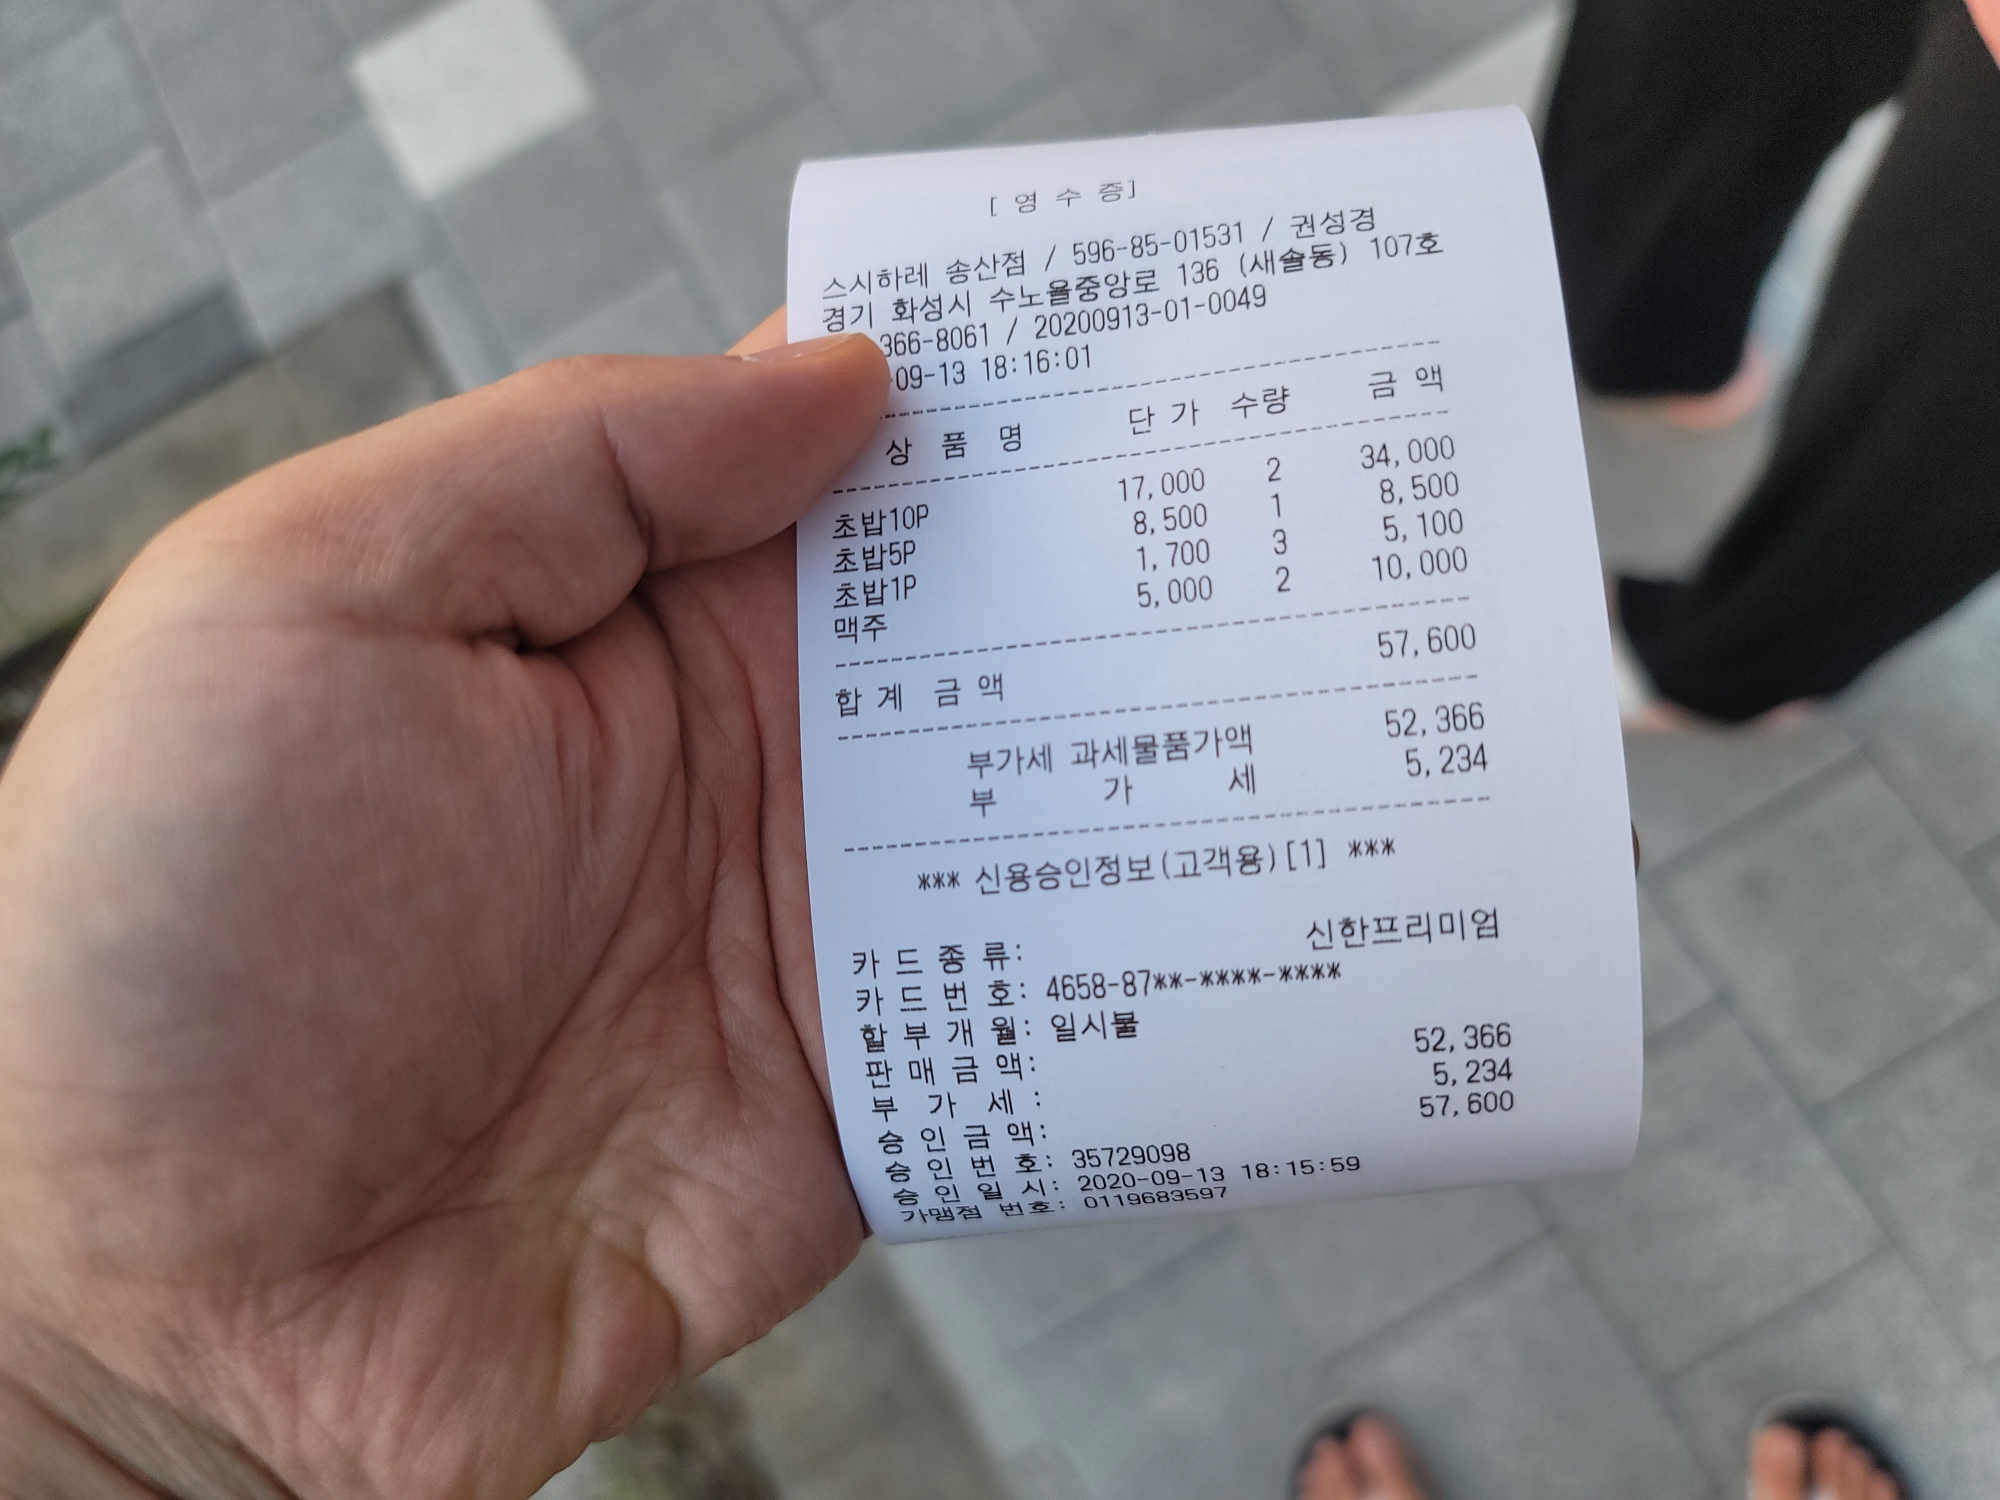 [ 영 수 증]
스시하레 송산점 / 596-85-01531 / 권성경
경기 화성시 수노을중앙로 136 (새솔동) 107호
366-8061 / 20200913-01-0049
-09-13 18:16:01
상 품 명 단 가 수량 금 액
초밥10P 17,000 2 34,000
초밥5P 8,500 1 8,500
초밥1P 1,700 3 5,100
맥주 5,000 2 10,000
합 계 금 액 57,600
부가세 과세물품가액 52,366
부 가 세 5,234
*** 신용승인정보(고객용)[1] ***
카 드 종 류: 신한프리미엄
카 드 번 호: 4658-87**-****-****
할 부 개 월: 일시불
판 매 금 액: 52,366
부 가 세 : 5,234
승 인 금 액: 57,600
승 인 번 호: 35729098
승 인 일 시: 2020-09-13 18:15:59
가맹점 번호: 0119683597